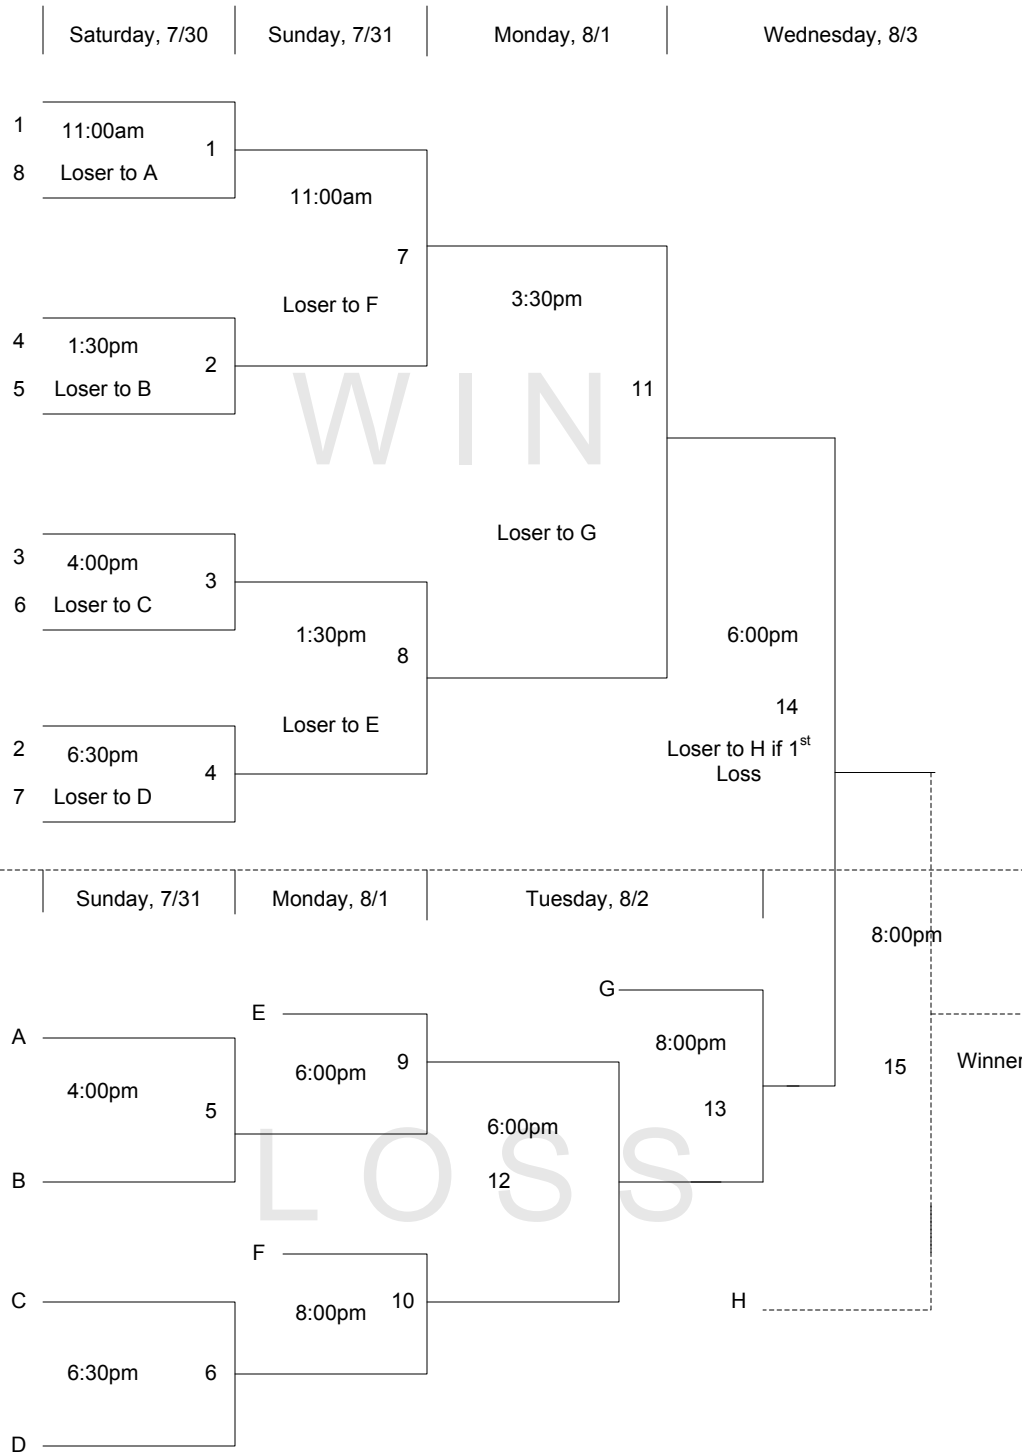 Saturday, 7/30 Sunday, 7/31 Monday, 8/1 Wednesday, 8/3
1 11:00am
1
8 Loser to A
11:00am
7
Loser to F
3:30pm
4 1:30pm
2
5 Loser to B
WIN
11
3 4:00pm
3
6 Loser to C
Loser to G
1:30pm
8
6:00pm
14
Loser to E
Loser to H if 1st
Loss
2 6:30pm
4
7 Loser to D
Sunday, 7/31 Monday, 8/1 Tuesday, 8/2
8:00pm
G
E
A
8:00pm
6:00pm 9
15 Winner
4:00pm
5
13
6:00pm
12
B
LOSS
F
C
8:00pm 10
H
6:30pm 6
D